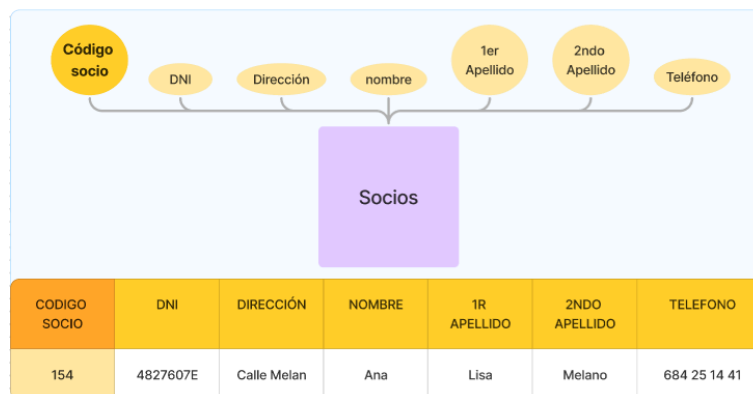 Código
socio
DNI
Dirección
nombre
1er
Apellido
2ndo
Apellido
Teléfono
Socios
CODIGO
SOCIO
DNI
DIRECCIÓN
NOMBRE
1R
APELLIDO
2NDO
APELLIDO
TELEFONO
154
4827607E
Calle Melan
Ana
Lisa
Melano
684 25 14 41